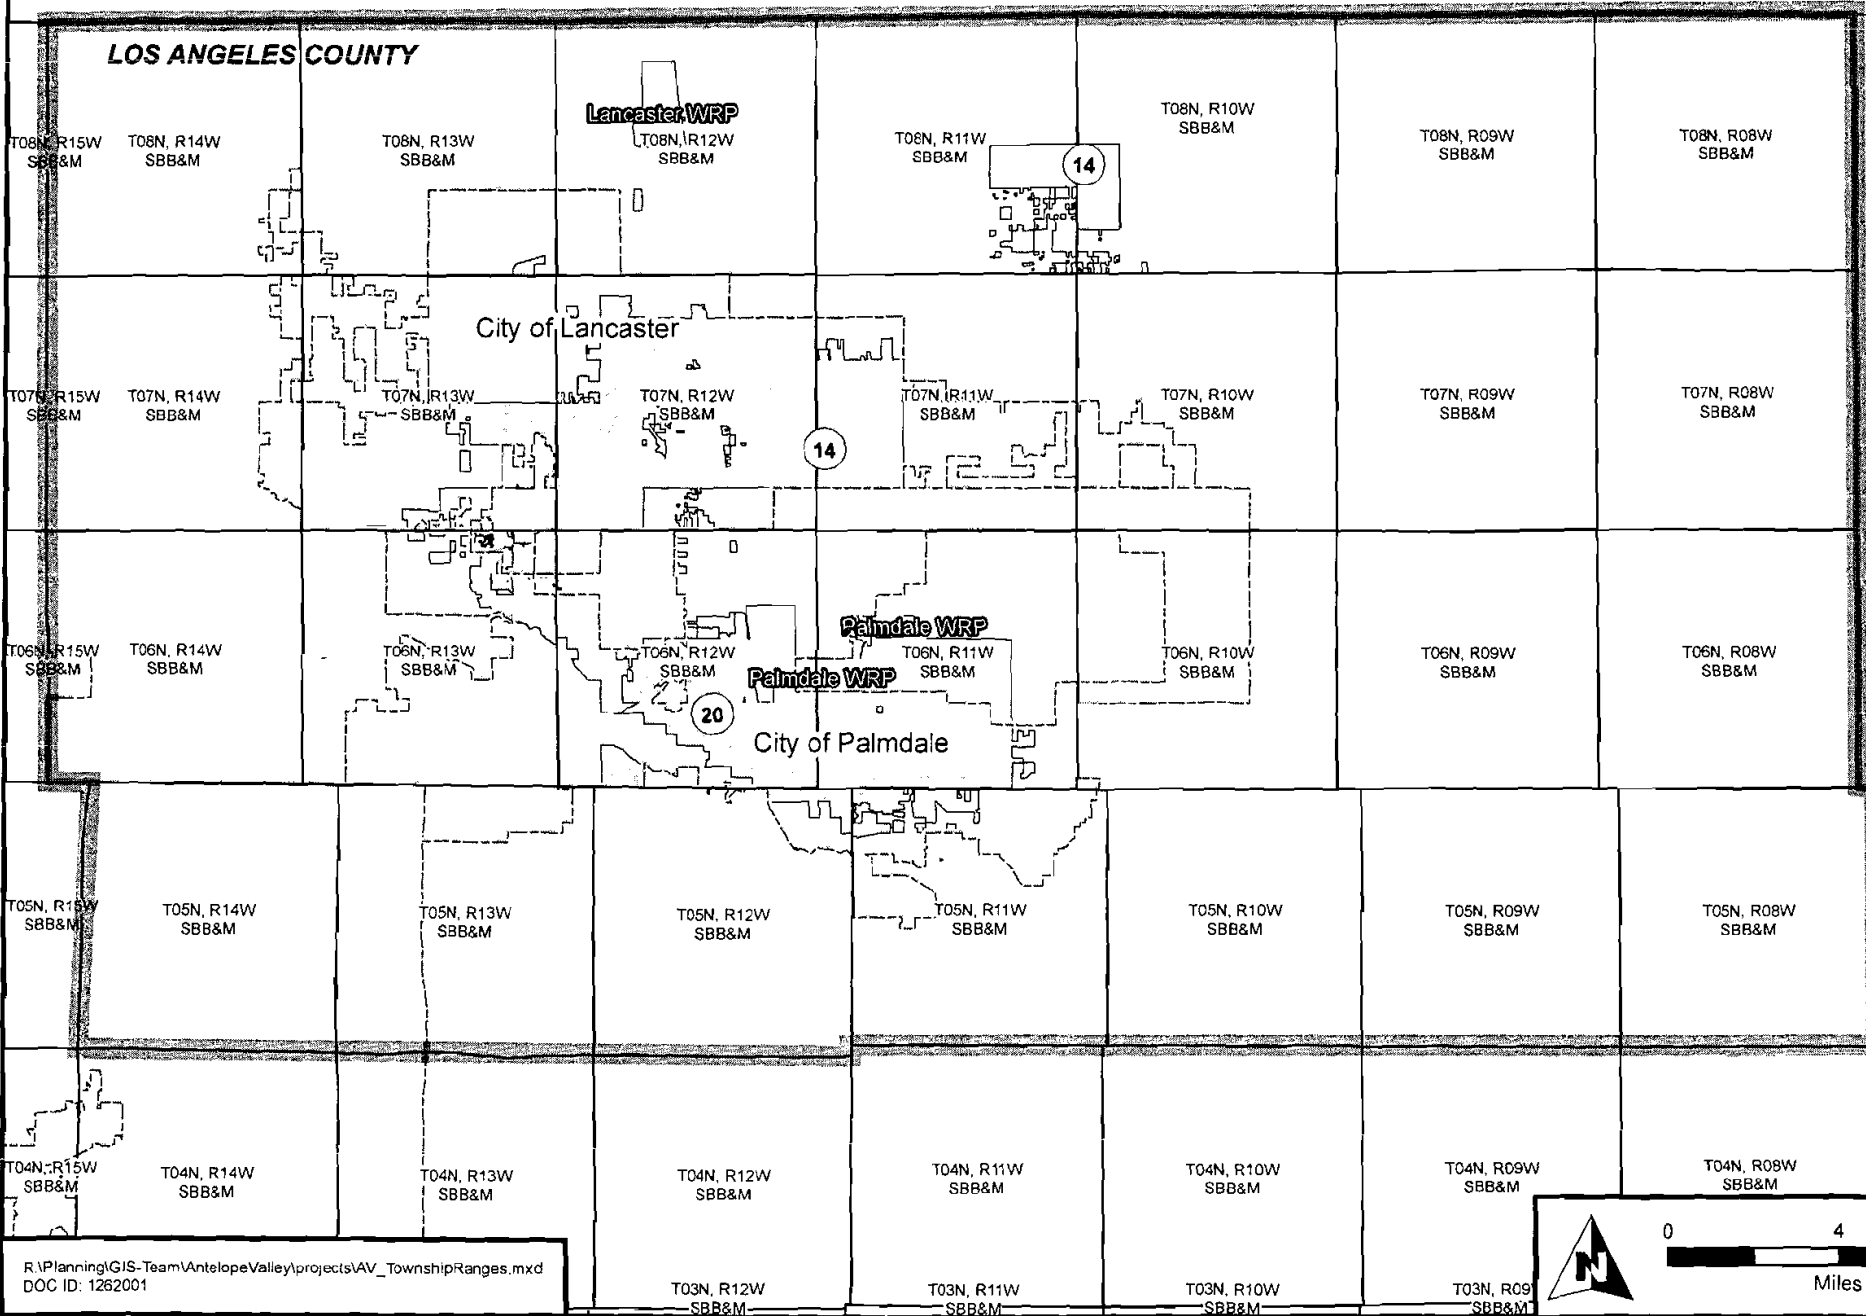 LOS ANGELES COUNTY
Lancaster WRP
T08N, R15W
SBB&M
T08N, R14W
SBB&M
T08N, R13W
SBB&M
T08N, R12W
SBB&M
T08N, R11W
SBB&M
14
T08N, R10W
SBB&M
T08N, R09W
SBB&M
T08N, R08W
SBB&M
City of Lancaster
T07N, R15W
SBB&M
T07N, R14W
SBB&M
T07N, R13W
SBB&M
T07N, R12W
SBB&M
T07N, R11W
SBB&M
T07N, R10W
SBB&M
T07N, R09W
SBB&M
T07N, R08W
SBB&M
14
Palmdale WRP
T06N, R15W
SBB&M
T06N, R14W
SBB&M
T06N, R13W
SBB&M
T06N, R12W
SBB&M
T06N, R11W
SBB&M
T06N, R10W
SBB&M
T06N, R09W
SBB&M
T06N, R08W
SBB&M
Palmdale WRP
20
City of Palmdale
T05N, R15W
SBB&M
T05N, R14W
SBB&M
T05N, R13W
SBB&M
T05N, R12W
SBB&M
T05N, R11W
SBB&M
T05N, R10W
SBB&M
T05N, R09W
SBB&M
T05N, R08W
SBB&M
T04N, R15W
SBB&M
T04N, R14W
SBB&M
T04N, R13W
SBB&M
T04N, R12W
SBB&M
T04N, R11W
SBB&M
T04N, R10W
SBB&M
T04N, R09W
SBB&M
T04N, R08W
SBB&M
R:\Planning\GIS-Team\AntelopeValley\projects\AV_TownshipRanges.mxd
DOC ID: 1262001
T03N, R12W
SBB&M
T03N, R11W
SBB&M
T03N, R10W
SBB&M
T03N, R09
SBB&M
N
0 4
Miles